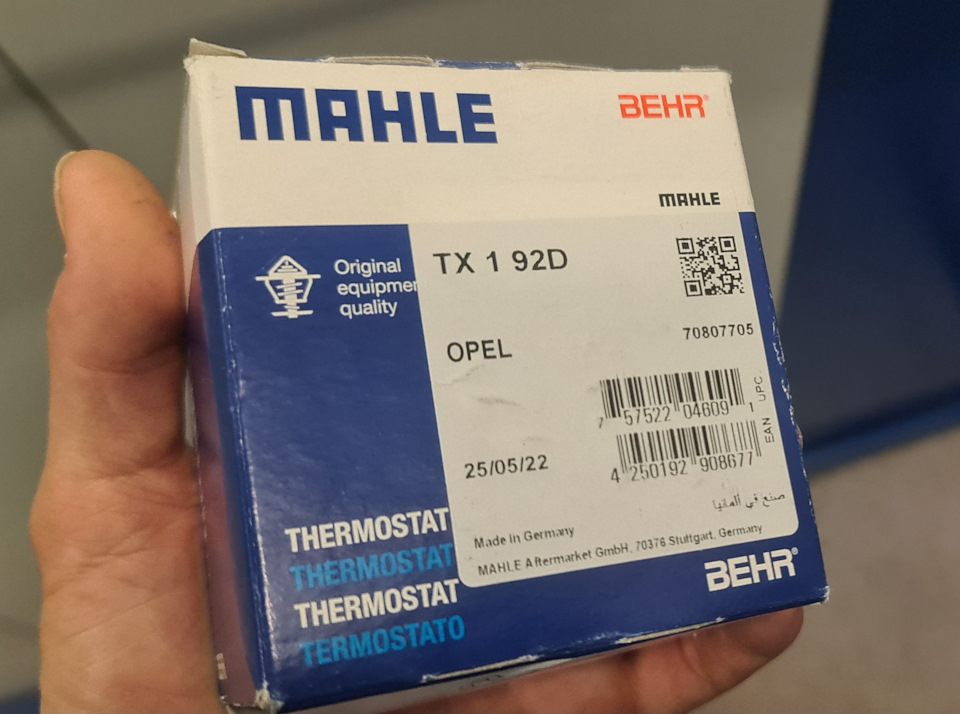 MAHLE
BEHR®
MAHLE
Original
equipmen
quality
TX 1 92D
70807705
OPEL
7 57522 04609 1
UPC
4 250192 908677
EAN
25/05/22
صنع في ألمانيا
Made in Germany
MAHLE Aftermarket GmbH, 70376 Stuttgart, Germany
THERMOSTAT
THERMOSTAT
THERMOSTAT
TERMOSTATO
BEHR®